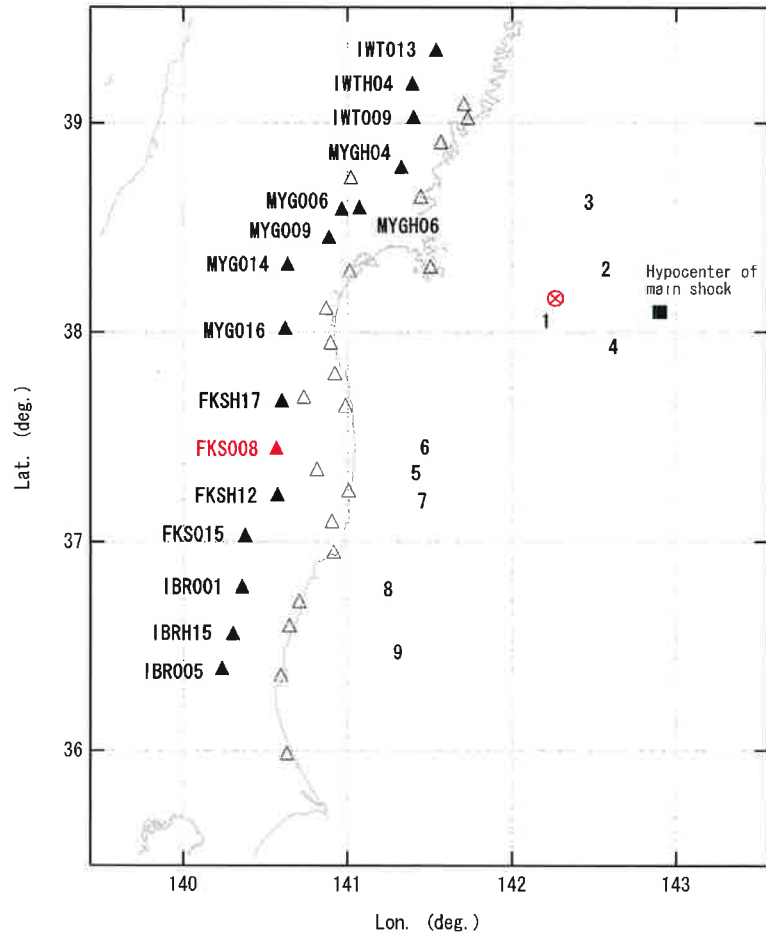 IWT013
IWTH04
39
IWT009
MYGH04
MYG006
3
MYGH06
MYG009
MYG014
2
Hypocenter of
main shock
38
MYG016
1
4
FKSH17
FKS008
6
5
FKSH12
7
37
FKS015
IBR001
8
IBRH15
9
IBR005
36
140
141
142
143
Lat. (deg.)
Lon. (deg.)